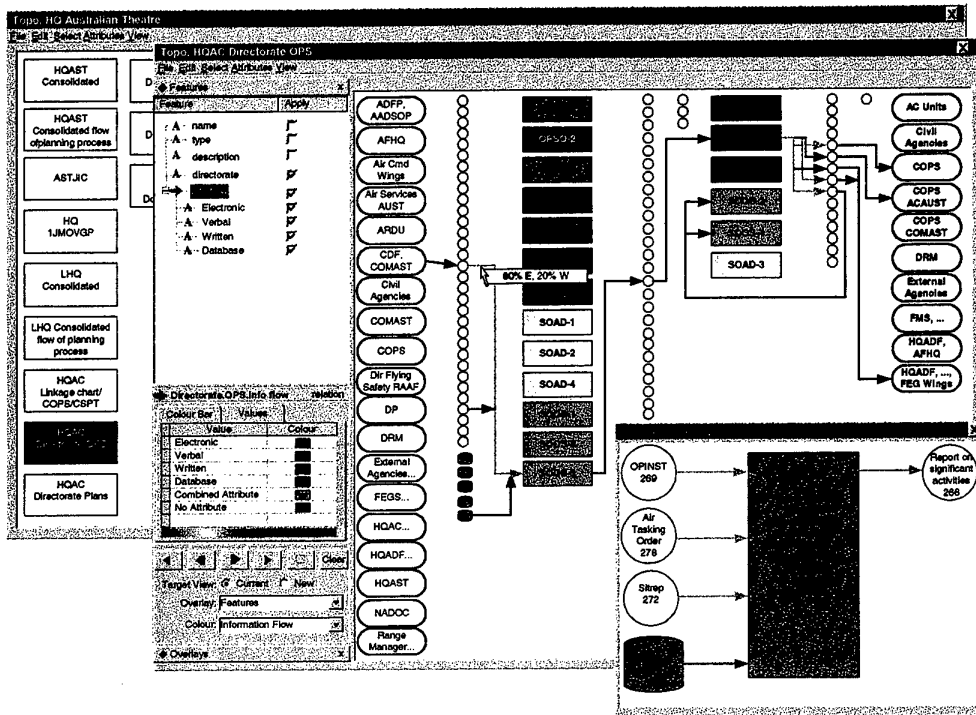 Topo. HQ Australian Theatre
File Edit Select Attributes View
HQAST
Consolidated
HQAST
Consolidated flow
ofplanning process
ASTJIC
HQ
1JMOVGP
LHQ
Consolidated
LHQ Consolidated
flow of planning
process
HQAC
Linkage chart/
COPS/CSPT
HQAC
HQAC
Directorate Plans
Topo. HQAC Directorate OPS
File Edit Select Attributes View
Features
Feature
Apply
A name
A type
A description
A directorate
A Electronic
A Verbal
A Written
A Database
Directorate.OPS.Info flow relation
Colour Bar
Values
Value
Colour
Electronic
Verbal
Written
Database
Combined Attribute
No Attribute
Clear
Target View: Current New
Overlay: Features
Colour: Information Flow
Overlays
ADFP,
AADSOP
AFHQ
Air Cmd
Wings
Air Services
AUST
ARDU
CDF,
COMAST
Civil
Agencies
COMAST
COPS
Dir Flying
Safety RAAF
DP
DRM
External
Agencies...
FEGS...
HQAC...
HQADF...
HQAST
NADOC
Range
Manager...
OPSO-2
80% E, 20% W
SOAD-1
SOAD-2
SOAD-4
SOAD-3
AC Units
Civil
Agencies
COPS
COPS
ACAUST
COPS
COMAST
DRM
External
Agencies
FMS, ...
HQADF,
AFHQ
HQADF, ...,
FEG Wings
OPINST
269
Air
Tasking
Order
278
Sitrep
272
Report on
significant
activities
266